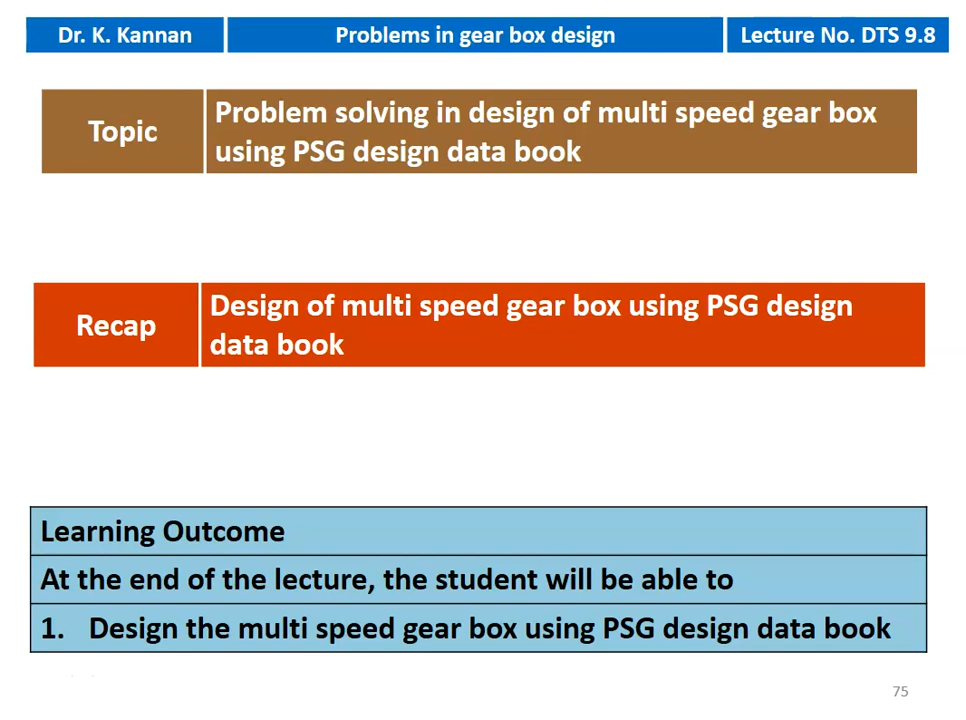 Dr. K. Kannan
Problems in gear box design
Lecture No. DTS 9.8
Topic
Problem solving in design of multi speed gear box
using PSG design data book
Recap
Design of multi speed gear box using PSG design
data book
Learning Outcome
At the end of the lecture, the student will be able to
1. Design the multi speed gear box using PSG design data book
75